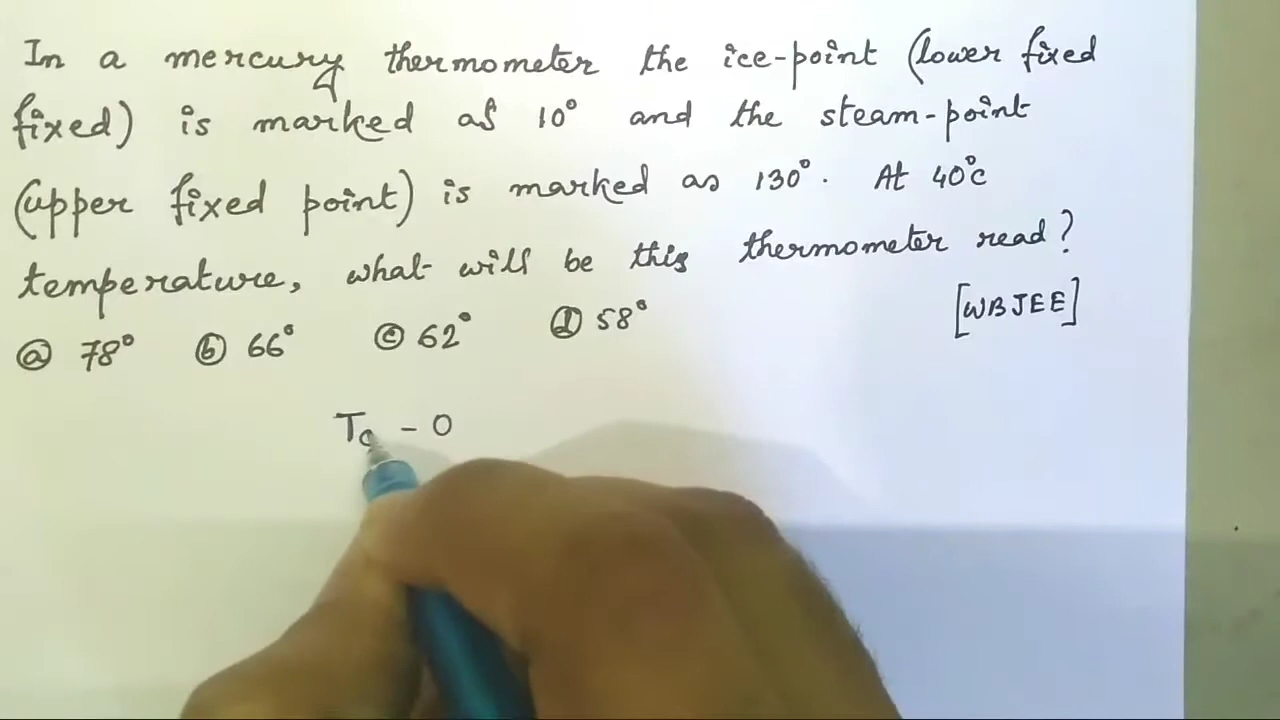 In a mercury thermometer the ice-point (lower fixed
fixed) is marked as 10° and the steam-point
(upper fixed point) is marked as 130°. At 40°C
temperature, what will be this thermometer read?
ⓐ 78° ⓑ 66° ⓒ 62° ⓓ 58° [WBJEE]
Tc - 0